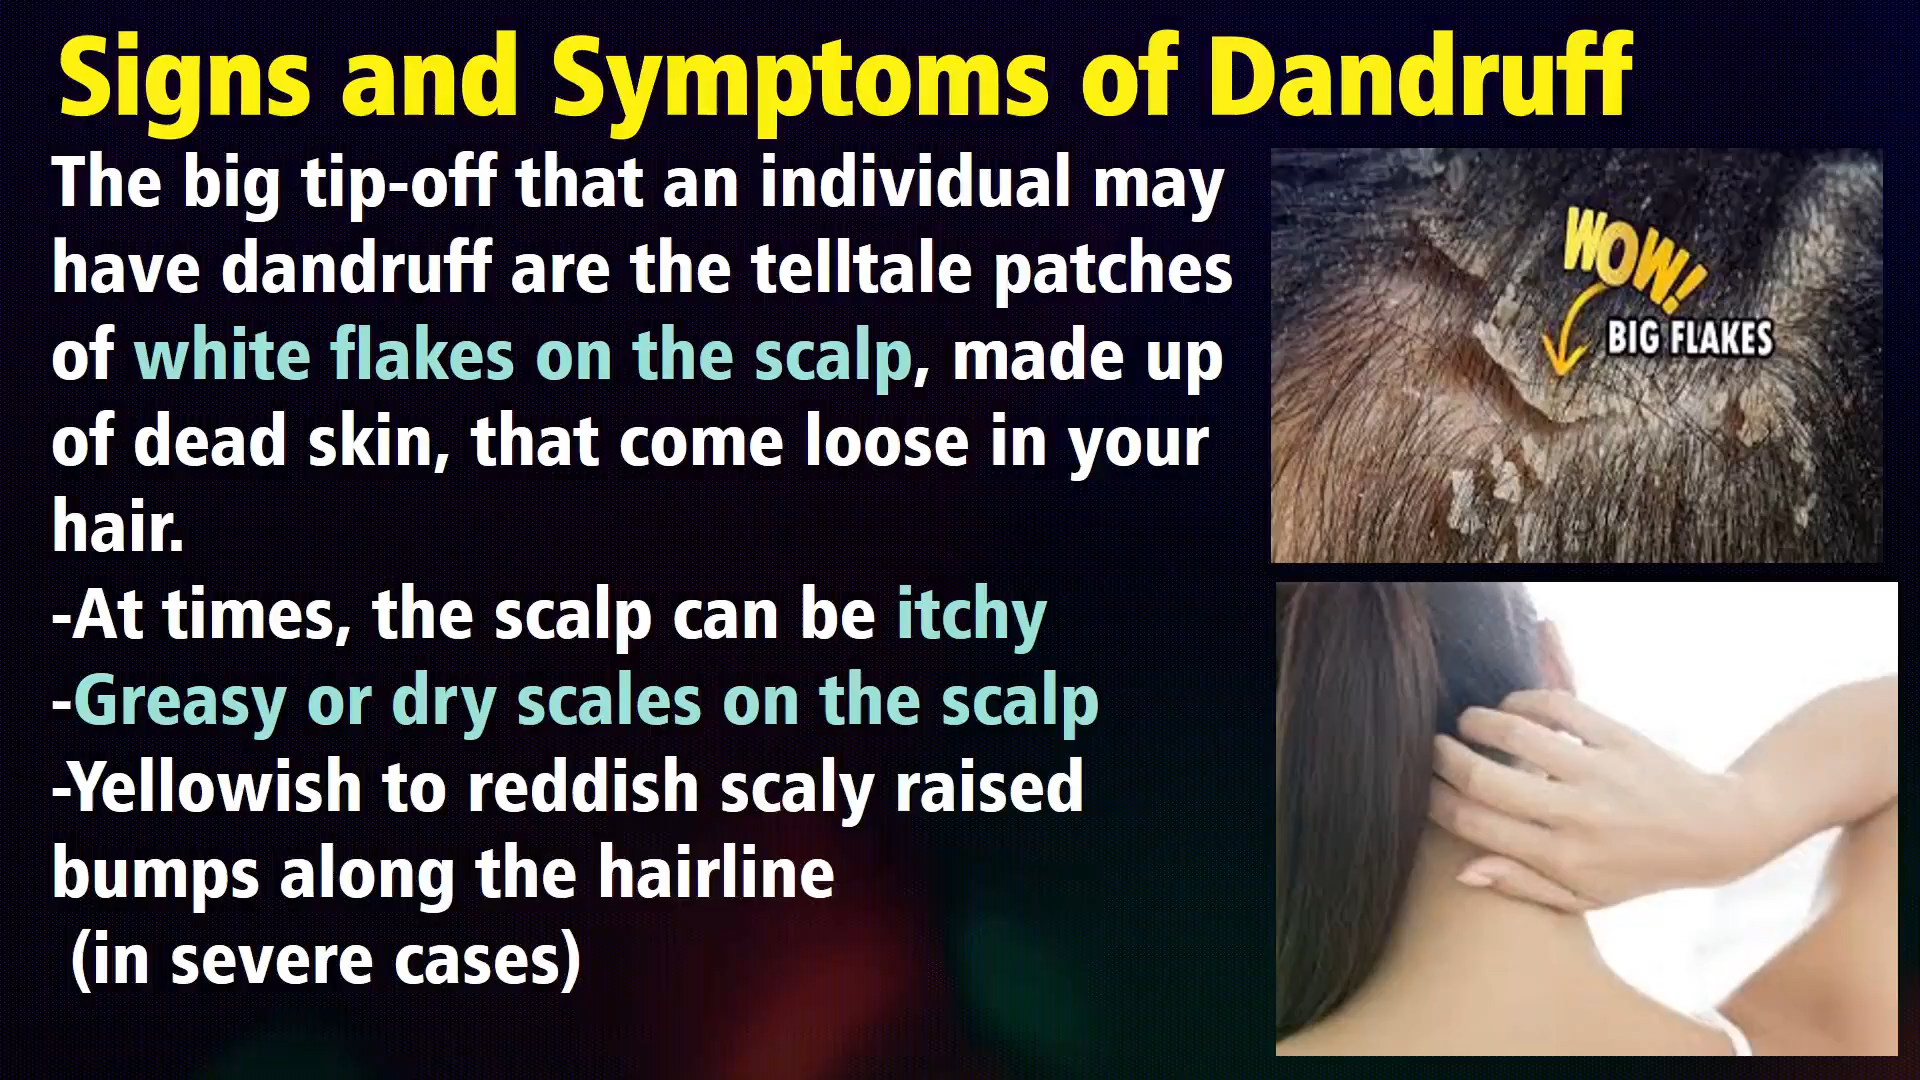 Signs and Symptoms of Dandruff
The big tip-off that an individual may
have dandruff are the telltale patches
of white flakes on the scalp, made up
of dead skin, that come loose in your
hair.
-At times, the scalp can be itchy
-Greasy or dry scales on the scalp
-Yellowish to reddish scaly raised
bumps along the hairline
(in severe cases)
WOW!
BIG FLAKES